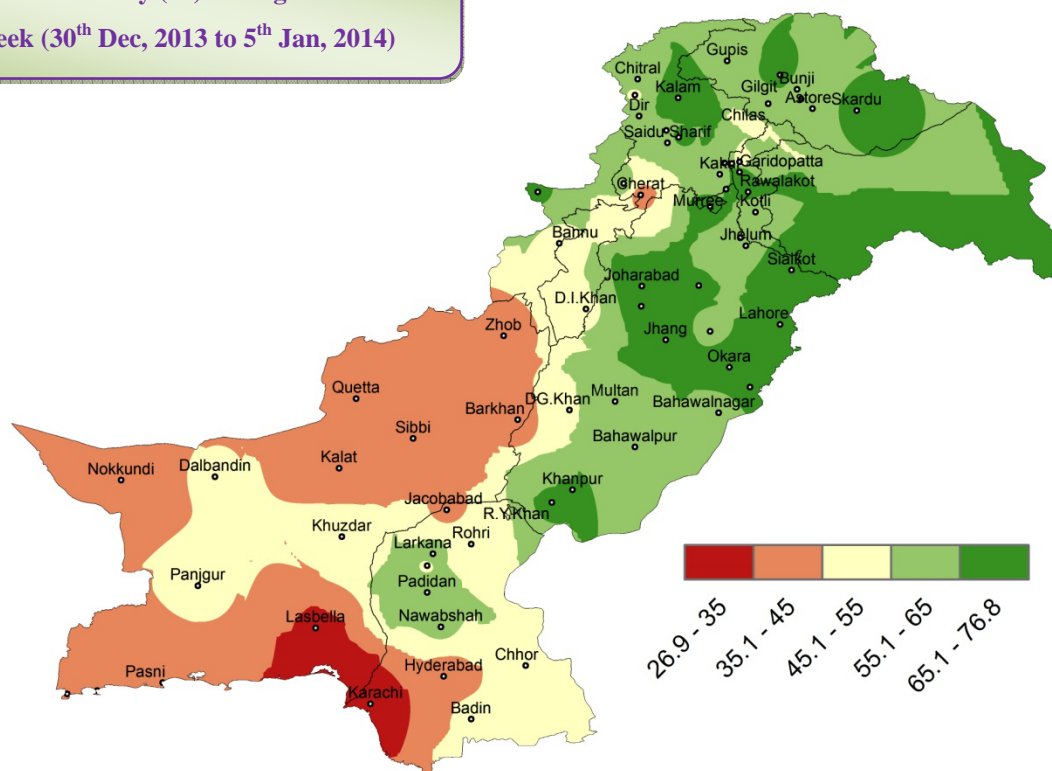 eek (30th Dec, 2013 to 5th Jan, 2014)
Gupis
Chitral
Bunji
Kalam
Gilgit
Astore
Skardu
Dir
Chilas
Saidu Sharif
Garidopatta
Cherat
Rawalakot
Murree
Kotli
Bannu
Jhelum
Sialkot
Joharabad
D.I.Khan
Lahore
Zhob
Jhang
Okara
Quetta
Multan
D.G.Khan
Barkhan
Bahawalnagar
Sibbi
Bahawalpur
Kalat
Nokkundi
Dalbandin
Khanpur
Jacobabad
R.Y.Khan
Khuzdar
Rohri
Larkana
Panjgur
Padidan
Lasbella
Nawabshah
Chhor
Hyderabad
Pasni
Karachi
Badin
26.9 - 35
35.1 - 45
45.1 - 55
55.1 - 65
65.1 - 76.8